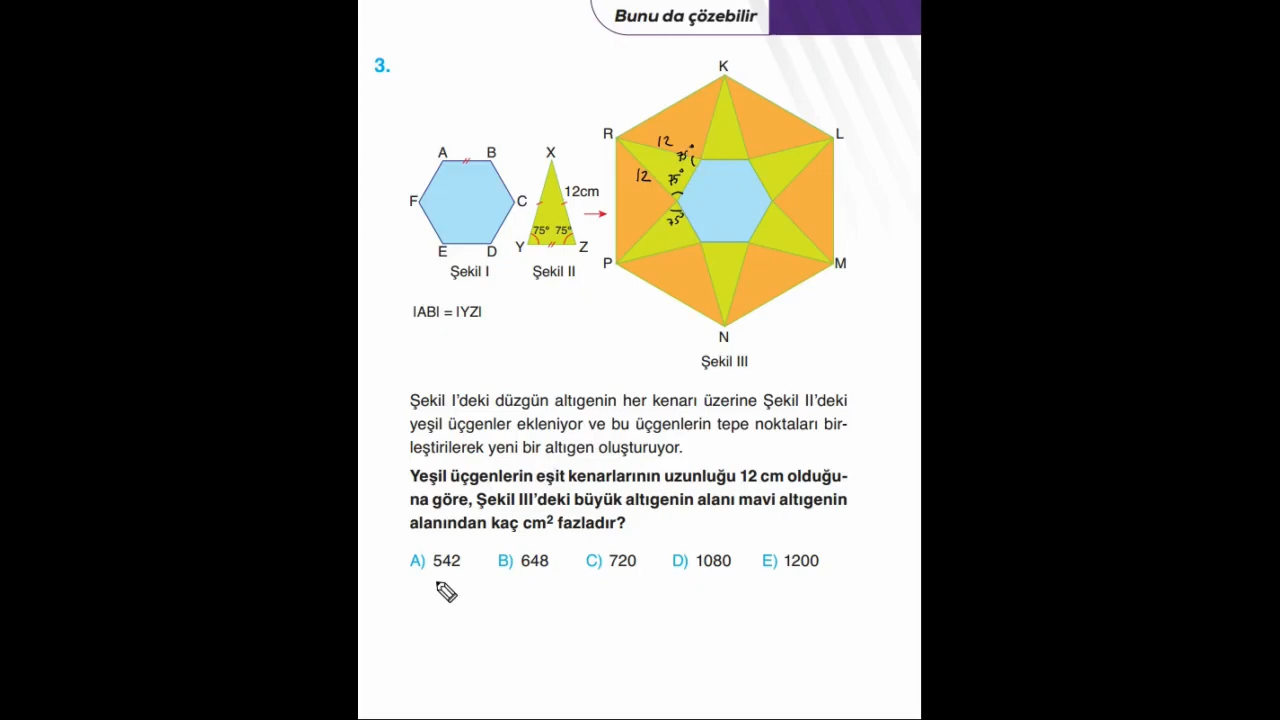 Bunu da çözebilir
3.
K
R
L
12
75°
A
B
X
12
75°
12cm
F
C
75°
75° 75°
Y
Z
E
D
P
M
Şekil I
Şekil II
|AB| = |YZ|
N
Şekil III
Şekil I'deki düzgün altıgenin her kenarı üzerine Şekil II'deki
yeşil üçgenler ekleniyor ve bu üçgenlerin tepe noktaları bir-
leştirilerek yeni bir altıgen oluşturuyor.
Yeşil üçgenlerin eşit kenarlarının uzunluğu 12 cm olduğu-
na göre, Şekil III'deki büyük altıgenin alanı mavi altıgenin
alanından kaç cm² fazladır?
A) 542 B) 648 C) 720 D) 1080 E) 1200